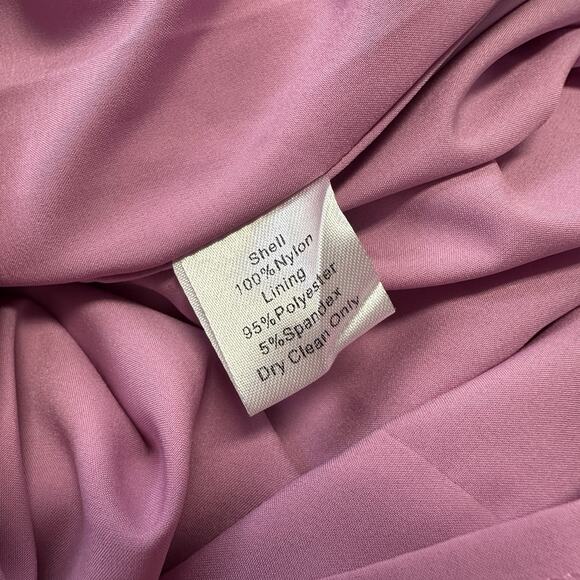 Shell
100%Nylon
Lining
95%Polyester
5%Spandex
Dry Clean Only